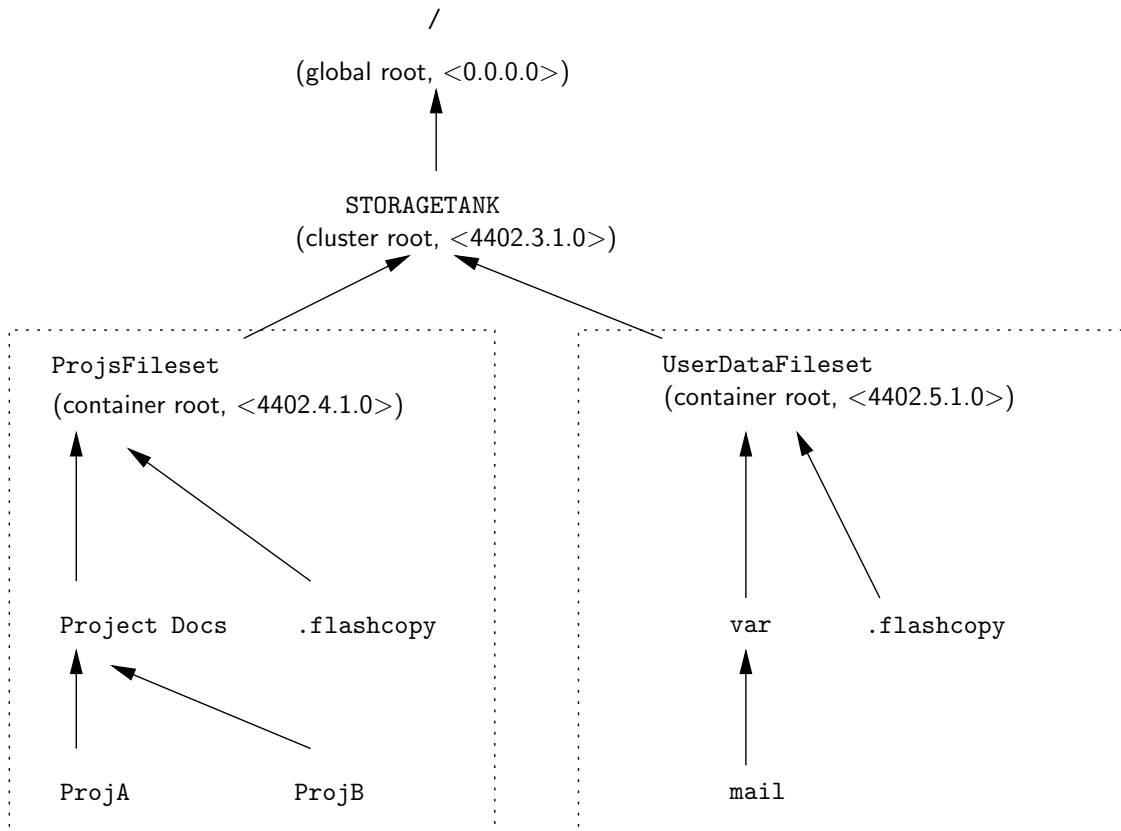 /
(global root, <0.0.0.0>)
STORAGETANK
(cluster root, <4402.3.1.0>)
ProjsFileset
(container root, <4402.4.1.0>)
UserDataFileset
(container root, <4402.5.1.0>)
Project Docs
.flashcopy
var
.flashcopy
ProjA
ProjB
mail